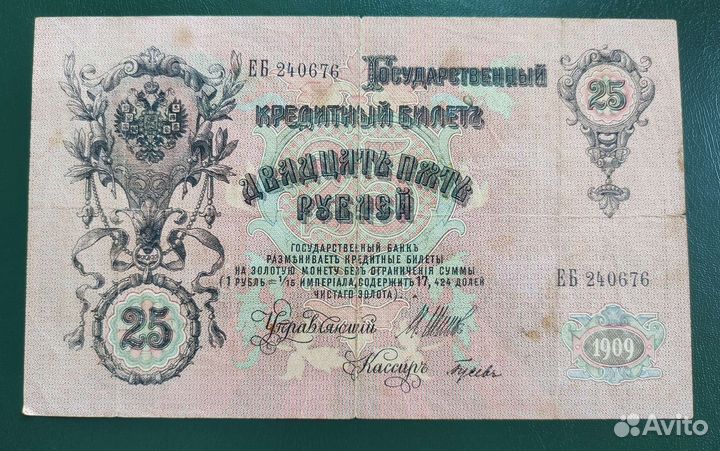 ЕБ 240676
Государственный
25
Кредитный Билетъ
Двадцать пять
рублей
Государственный Банкъ
размѣниваетъ кредитные билеты
на золотую монету безъ ограниченія суммы
(1 рубль = 1/15 имперіала, содержитъ 17,424 долей
чистаго золота).
ЕБ 240676
25
Управляющій
Кассиръ
1909
Avito